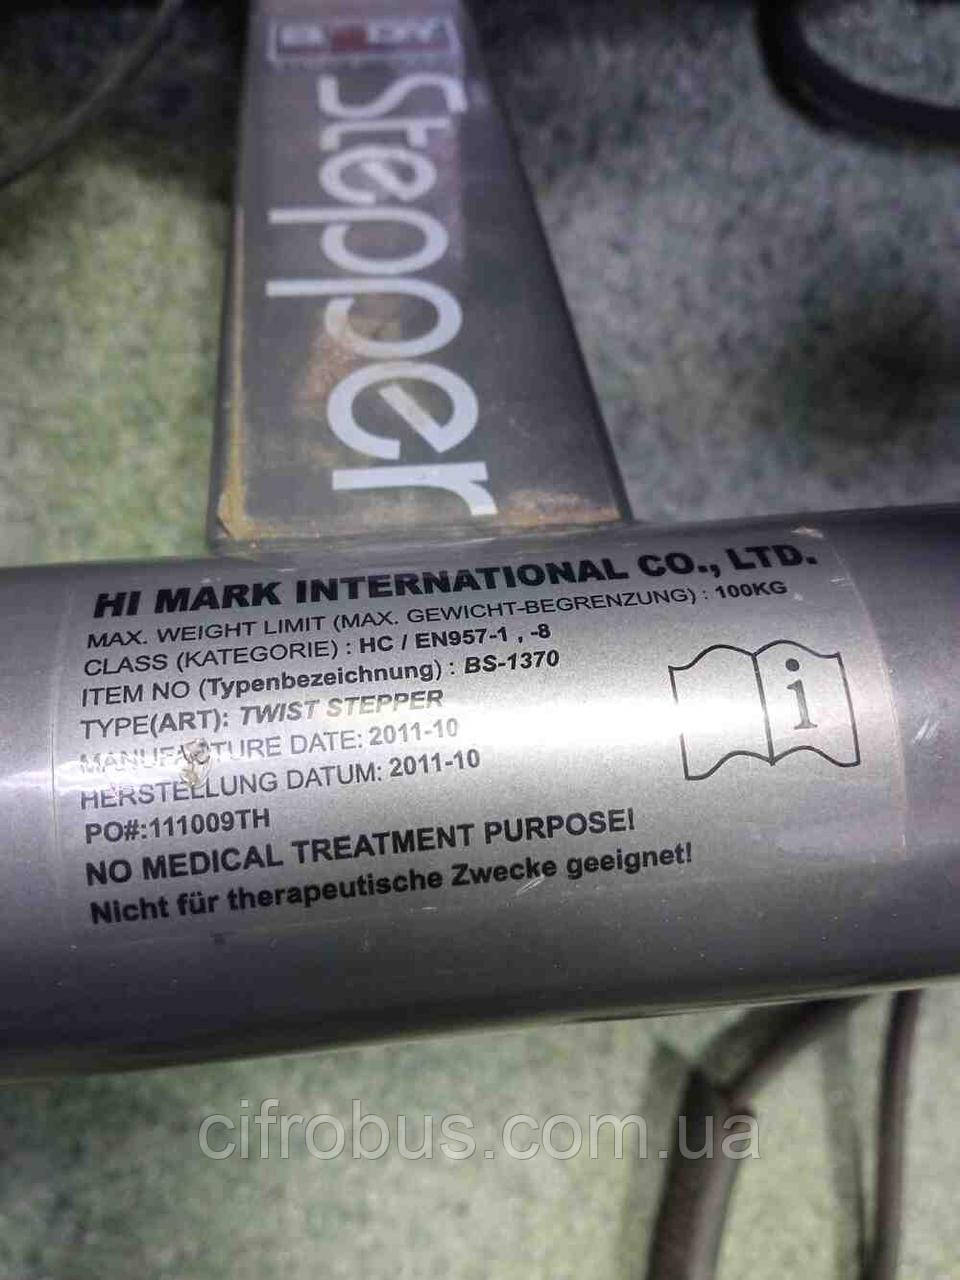 BODY
Stepper
HI MARK INTERNATIONAL CO., LTD.
MAX. WEIGHT LIMIT (MAX. GEWICHT-BEGRENZUNG) : 100KG
CLASS (KATEGORIE) : HC / EN957-1 , -8
ITEM NO (Typenbezeichnung) : BS-1370
TYPE(ART): TWIST STEPPER
MANUFACTURE DATE: 2011-10
HERSTELLUNG DATUM: 2011-10
PO#:111009TH
NO MEDICAL TREATMENT PURPOSE!
Nicht für therapeutische Zwecke geeignet!
i
cifrobus.com.ua